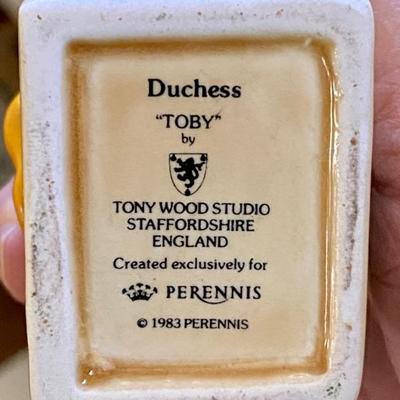 Duchess
"TOBY"
by
TONY WOOD STUDIO
STAFFORDSHIRE
ENGLAND
Created exclusively for
PERENNIS
© 1983 PERENNIS